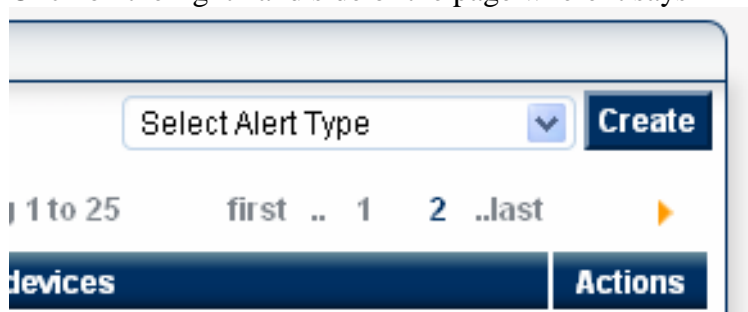 Select Alert Type Create
1 to 25 first .. 1 2 ..last
devices Actions